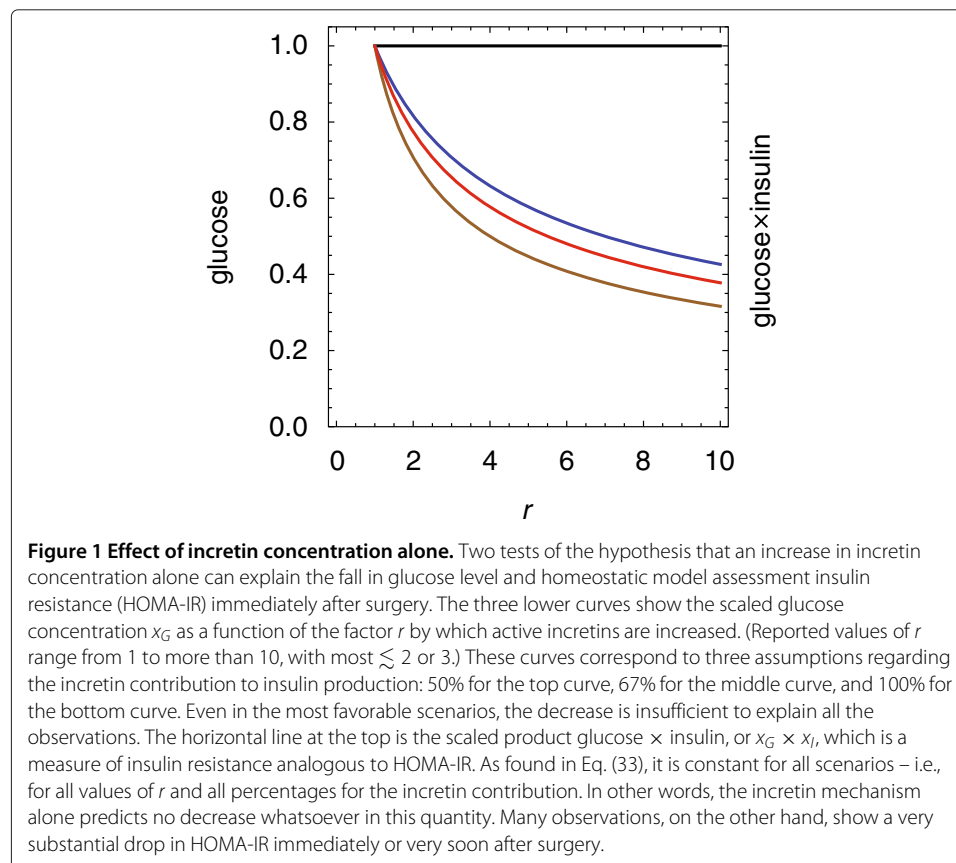 1.0
0.8
0.6
0.4
0.2
0.0
glucose
glucose×insulin
0 2 4 6 8 10
r
Figure 1 Effect of incretin concentration alone. Two tests of the hypothesis that an increase in incretin
concentration alone can explain the fall in glucose level and homeostatic model assessment insulin
resistance (HOMA-IR) immediately after surgery. The three lower curves show the scaled glucose
concentration x_G as a function of the factor r by which active incretins are increased. (Reported values of r
range from 1 to more than 10, with most ≲ 2 or 3.) These curves correspond to three assumptions regarding
the incretin contribution to insulin production: 50% for the top curve, 67% for the middle curve, and 100% for
the bottom curve. Even in the most favorable scenarios, the decrease is insufficient to explain all the
observations. The horizontal line at the top is the scaled product glucose × insulin, or x_G × x_I, which is a
measure of insulin resistance analogous to HOMA-IR. As found in Eq. (33), it is constant for all scenarios – i.e.,
for all values of r and all percentages for the incretin contribution. In other words, the incretin mechanism
alone predicts no decrease whatsoever in this quantity. Many observations, on the other hand, show a very
substantial drop in HOMA-IR immediately or very soon after surgery.